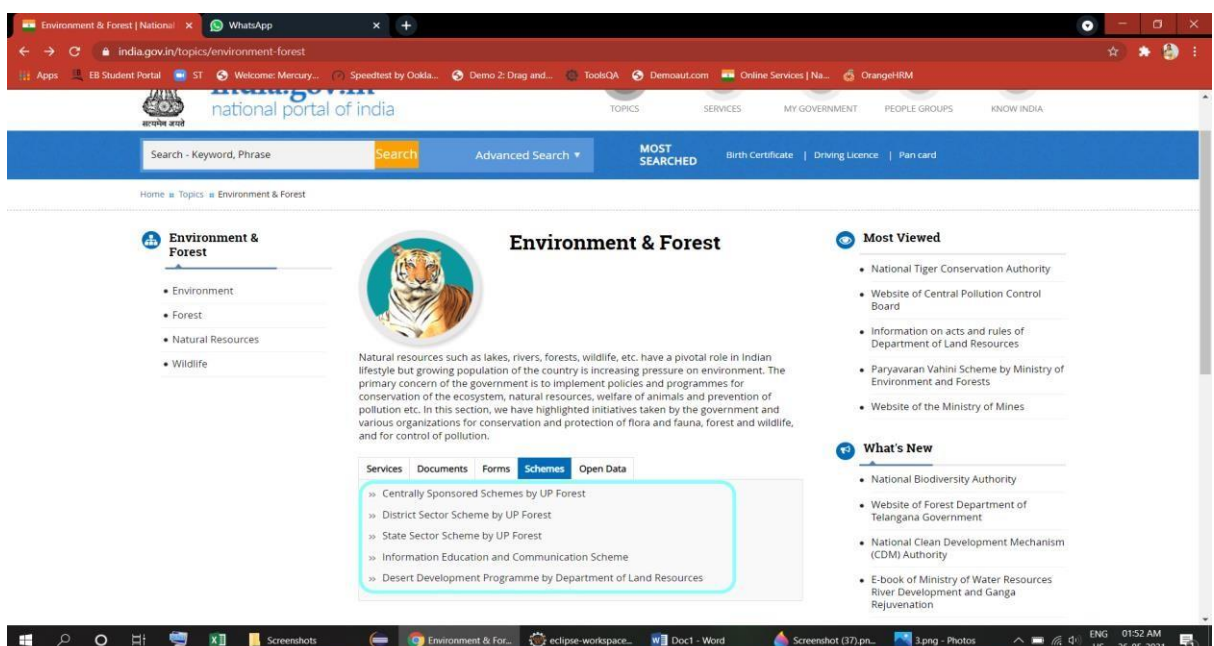 Environment & Forest | National
WhatsApp
india.gov.in/topics/environment-forest
Apps EB Student Portal ST Welcome: Mercury... Speedtest by Ookla... Demo 2: Drag and... ToolsQA Demoaut.com Online Services | Na... OrangeHRM
india.gov.in
national portal of india
सत्यमेव जयते
TOPICS SERVICES MY GOVERNMENT PEOPLE GROUPS KNOW INDIA
Search - Keyword, Phrase Search Advanced Search ▼
MOST SEARCHED
Birth Certificate | Driving Licence | Pan card
Home » Topics » Environment & Forest
Environment &
Forest
• Environment
• Forest
• Natural Resources
• Wildlife
Environment & Forest
Natural resources such as lakes, rivers, forests, wildlife, etc. have a pivotal role in Indian
lifestyle but growing population of the country is increasing pressure on environment. The
primary concern of the government is to implement policies and programmes for
conservation of the ecosystem, natural resources, welfare of animals and prevention of
pollution etc. In this section, we have highlighted initiatives taken by the government and
various organizations for conservation and protection of flora and fauna, forest and wildlife,
and for control of pollution.
Services Documents Forms Schemes Open Data
» Centrally Sponsored Schemes by UP Forest
» District Sector Scheme by UP Forest
» State Sector Scheme by UP Forest
» Information Education and Communication Scheme
» Desert Development Programme by Department of Land Resources
Most Viewed
• National Tiger Conservation Authority
• Website of Central Pollution Control
Board
• Information on acts and rules of
Department of Land Resources
• Paryavaran Vahini Scheme by Ministry of
Environment and Forests
• Website of the Ministry of Mines
What's New
• National Biodiversity Authority
• Website of Forest Department of
Telangana Government
• National Clean Development Mechanism
(CDM) Authority
• E-book of Ministry of Water Resources
River Development and Ganga
Rejuvenation
Screenshots Environment & For... eclipse-workspace... Doc1 - Word Screenshot (37).pn... 3.png - Photos ENG 01:52 AM